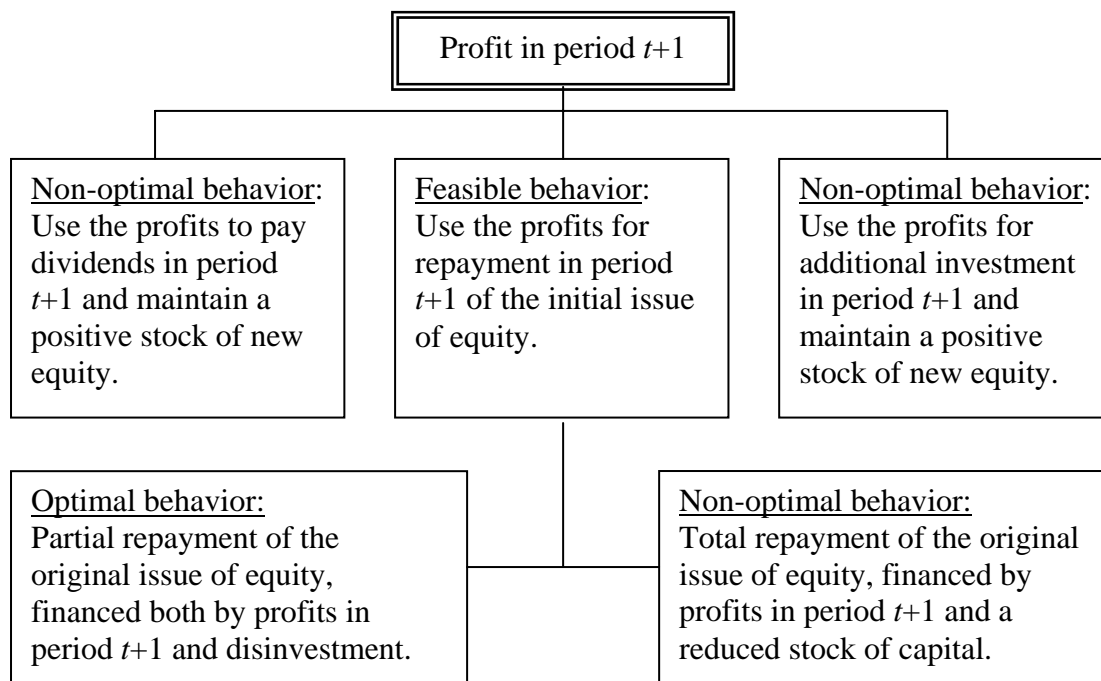 Profit in period t+1
Non-optimal behavior:
Use the profits to pay
dividends in period
t+1 and maintain a
positive stock of new
equity.
Feasible behavior:
Use the profits for
repayment in period
t+1 of the initial issue
of equity.
Non-optimal behavior:
Use the profits for
additional investment
in period t+1 and
maintain a positive
stock of new equity.
Optimal behavior:
Partial repayment of the
original issue of equity,
financed both by profits in
period t+1 and disinvestment.
Non-optimal behavior:
Total repayment of the original
issue of equity, financed by
profits in period t+1 and a
reduced stock of capital.